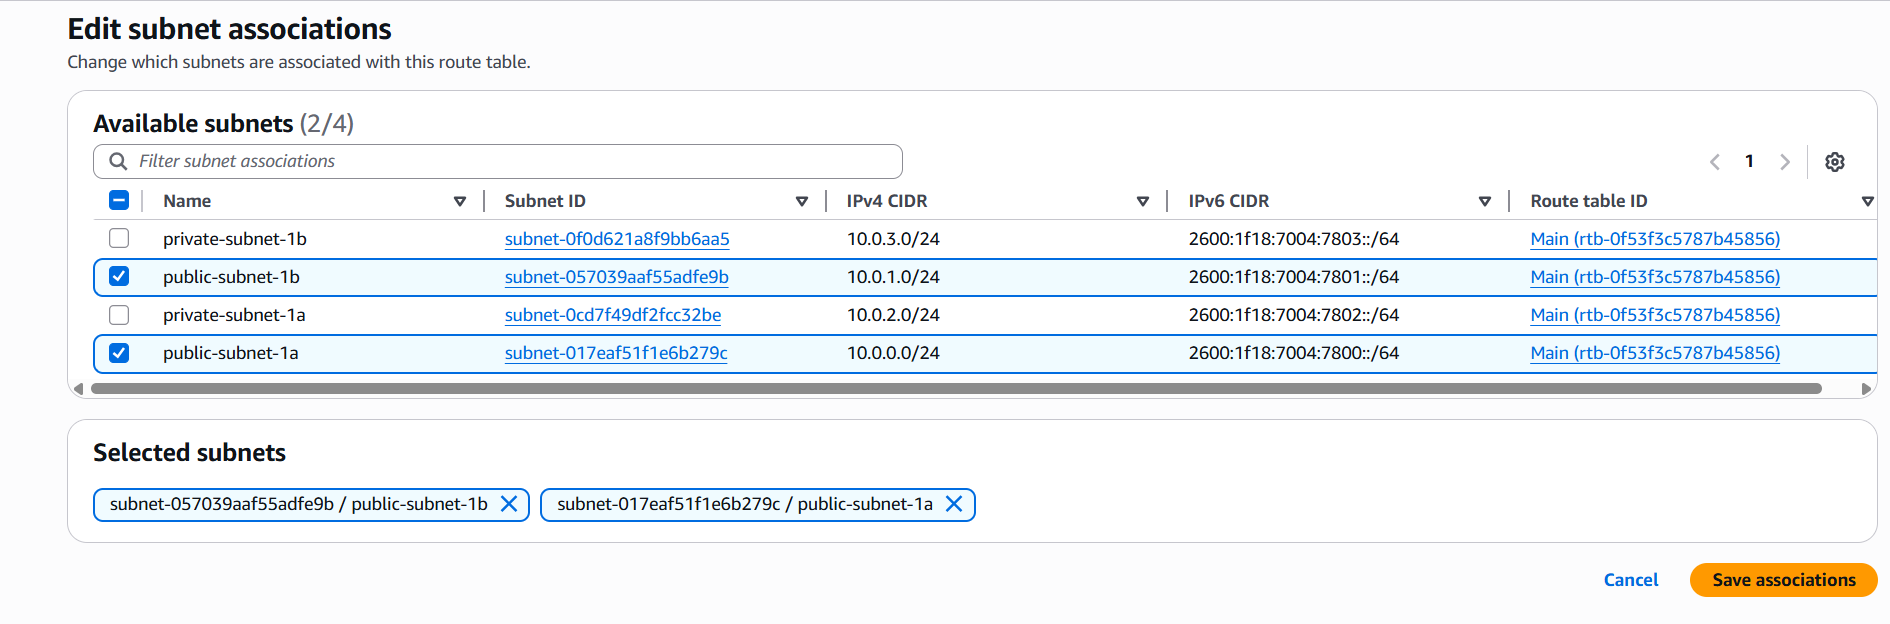 Edit subnet associations
Change which subnets are associated with this route table.
Available subnets (2/4)
Filter subnet associations
1
Name Subnet ID IPv4 CIDR IPv6 CIDR Route table ID
private-subnet-1b subnet-0f0d621a8f9bb6aa5 10.0.3.0/24 2600:1f18:7004:7803::/64 Main (rtb-0f53f3c5787b45856)
public-subnet-1b subnet-057039aaf55adfe9b 10.0.1.0/24 2600:1f18:7004:7801::/64 Main (rtb-0f53f3c5787b45856)
private-subnet-1a subnet-0cd7f49df2fcc32be 10.0.2.0/24 2600:1f18:7004:7802::/64 Main (rtb-0f53f3c5787b45856)
public-subnet-1a subnet-017eaf51f1e6b279c 10.0.0.0/24 2600:1f18:7004:7800::/64 Main (rtb-0f53f3c5787b45856)
Selected subnets
subnet-057039aaf55adfe9b / public-subnet-1b subnet-017eaf51f1e6b279c / public-subnet-1a
Cancel Save associations